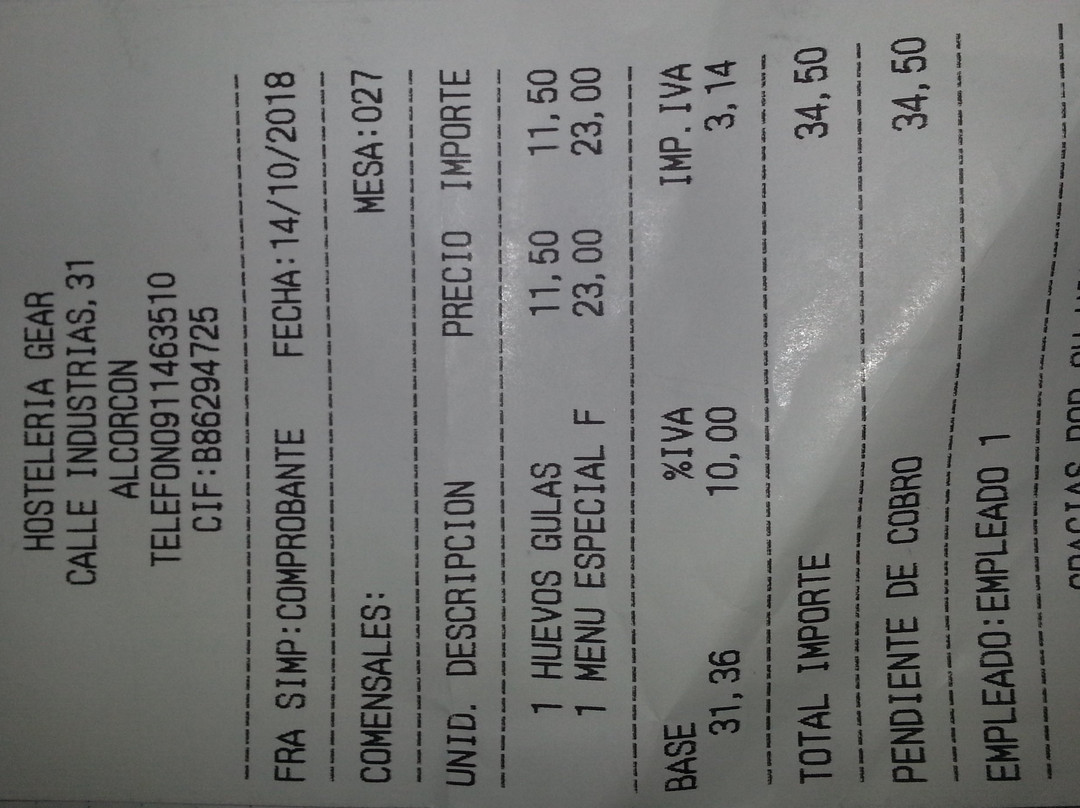 HOSTELERIA GEAR
CALLE INDUSTRIAS,31
ALCORCON
TELEFONO911463510
CIF:B86294725
FRA SIMP:COMPROBANTE FECHA:14/10/2018
COMENSALES: MESA:027
UNID. DESCRIPCION PRECIO IMPORTE
1 HUEVOS GULAS 11,50 11,50
1 MENU ESPECIAL F 23,00 23,00
BASE %IVA IMP.IVA
31,36 10,00 3,14
TOTAL IMPORTE 34,50
PENDIENTE DE COBRO 34,50
EMPLEADO:EMPLEADO 1
GRACIAS POR SU